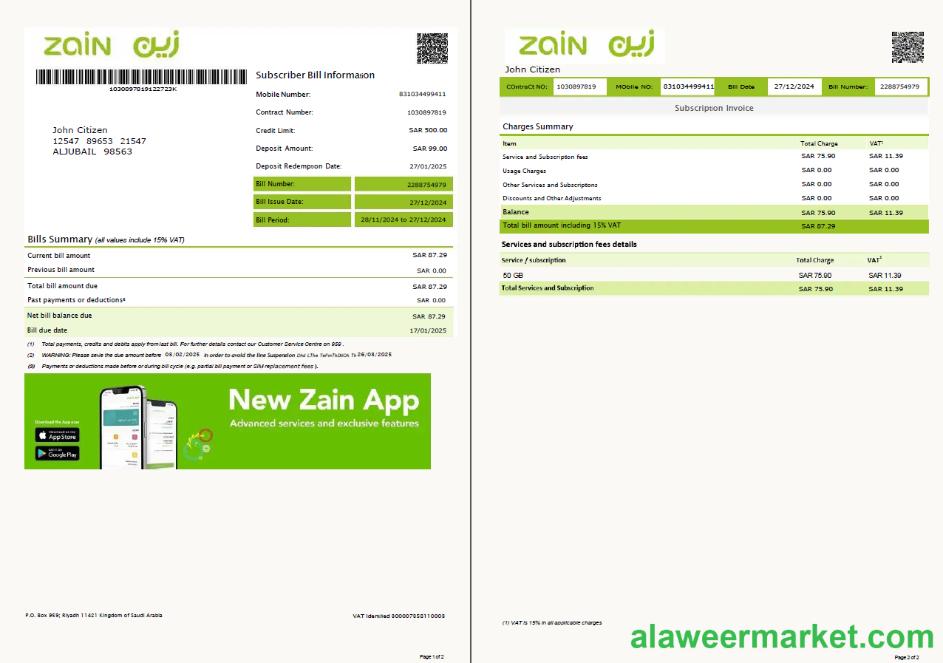 zain زين
1030897819122723K
Subscriber Bill Informason
Mobile Number: 831034499411
Contract Number: 1030897819
Credit Limit: SAR 500.00
Deposit Amount: SAR 99.00
Deposit Redempson Date: 27/01/2025
Bill Number: 2288754979
Bill Issue Date: 27/12/2024
Bill Period: 28/11/2024 to 27/12/2024
John Citizen
12547 89653 21547
ALJUBAIL 98563
Bills Summary (all values include 15% VAT)
Current bill amount SAR 87.29
Previous bill amount SAR 0.00
Total bill amount due SAR 87.29
Past payments or deductions³ SAR 0.00
Net bill balance due SAR 87.29
Bill due date 17/01/2025
(1) Total payments, credits and debits apply from last bill. For further details contact our Customer Service Centre on 959 .
(2) WARNING: Please sevle the due amount before 08/02/2025 in order to avoid the line Suspension 26/03/2025
(3) Payments or deductions made before or during bill cycle (e.g. partial bill payment or SIM replacement fees ).
New Zain App
Advanced services and exclusive features
Download the App now
App Store
Google Play
P.O. Box 959; Riyadh 11421 Kingdom of Saudi Arabia
Page 1 of 2
zain زين
John Citizen
COntraCt NO: 1030897819 MObile NO: 831034499411 Bill Date 27/12/2024 Bill Number: 2288754979
Subscription Invoice
Charges Summary
Item Total Charge VAT¹
Service and Subscription fees SAR 75.90 SAR 11.39
Usage Charges SAR 0.00 SAR 0.00
Other Services and Subscriptions SAR 0.00 SAR 0.00
Discounts and Other Adjustments SAR 0.00 SAR 0.00
Balance SAR 75.90 SAR 11.39
Total bill amount including 15% VAT SAR 87.29
Services and subscription fees details
Service / subscription Total Charge VAT¹
60 GB SAR 75.90 SAR 11.39
Total Services and Subscription SAR 75.90 SAR 11.39
(1) VAT is 15% in all applicable charges
alaweermarket.com
Page 2 of 2